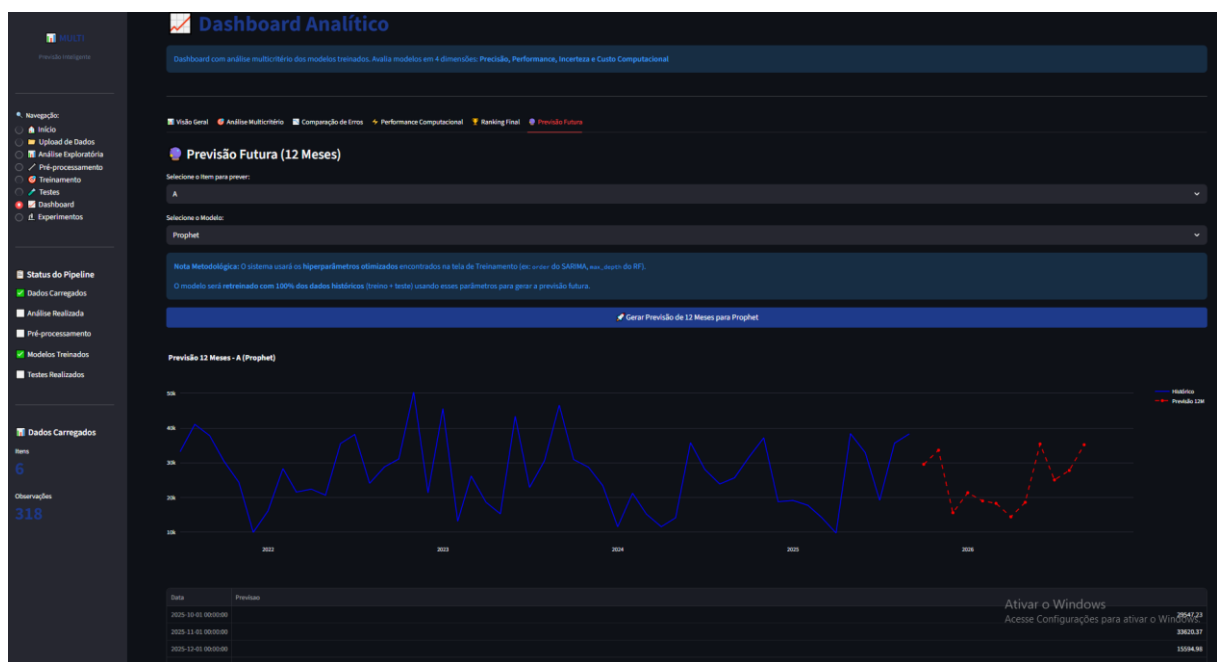 MULTI
Previsão Inteligente
Navegação:
Início
Upload de Dados
Análise Exploratória
Pré-processamento
Treinamento
Testes
Dashboard
Experimentos
Status do Pipeline
Dados Carregados
Análise Realizada
Pré-processamento
Modelos Treinados
Testes Realizados
Dados Carregados
Itens
6
Observações
318
Dashboard Analítico
Dashboard com análise multicritério dos modelos treinados. Avalia modelos em 4 dimensões: Precisão, Performance, Incerteza e Custo Computacional
Visão Geral Análise Multicritério Comparação de Erros Performance Computacional Ranking Final Previsão Futura
Previsão Futura (12 Meses)
Selecione o Item para prever:
A
Selecione o Modelo:
Prophet
Nota Metodológica: O sistema usará os hiperparâmetros otimizados encontrados na tela de Treinamento (ex: order do SARIMA, max_depth do RF).
O modelo será retreinado com 100% dos dados históricos (treino + teste) usando esses parâmetros para gerar a previsão futura.
Gerar Previsão de 12 Meses para Prophet
Previsão 12 Meses - A (Prophet)
Histórico
Previsão 12M
50k
40k
30k
20k
10k
2022 2023 2024 2025 2026
Data Previsao
2025-10-01 00:00:00 29547.23
2025-11-01 00:00:00 33620.37
2025-12-01 00:00:00 15594.98
Ativar o Windows
Acesse Configurações para ativar o Windows.